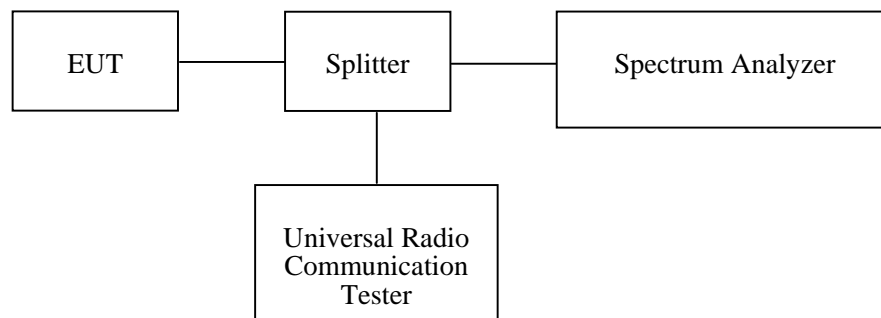 EUT
Splitter
Spectrum Analyzer
Universal Radio
Communication
Tester